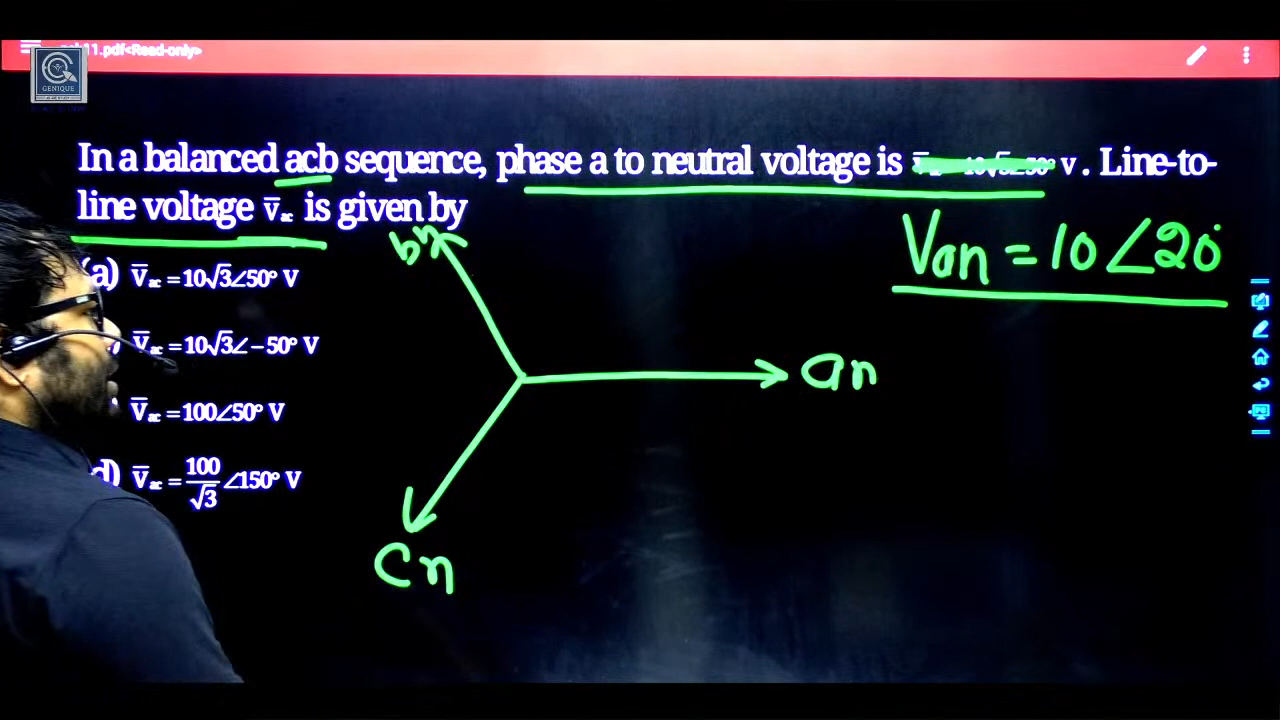 GENIQUE
In a balanced acb sequence, phase a to neutral voltage is V. Line-to-
line voltage V̅ac is given by
Van = 10∠20°
(a) V̅ac = 10√3∠50° V
V̅ac = 10√3∠–50° V
V̅ac = 100∠50° V
d) V̅ac = 100/√3 ∠150° V
bn
an
Cn